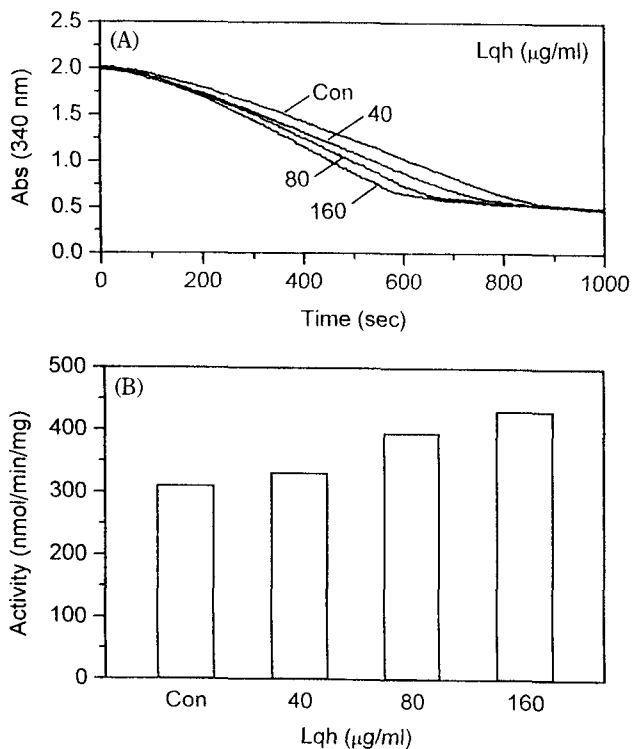 (A)
Lqh (μg/ml)
2.5
2.0
1.5
1.0
0.5
0.0
Abs (340 nm)
Con
40
80
160
0 200 400 600 800 1000
Time (sec)
(B)
500
400
300
200
100
0
Activity (nmol/min/mg)
Con 40 80 160
Lqh (μg/ml)